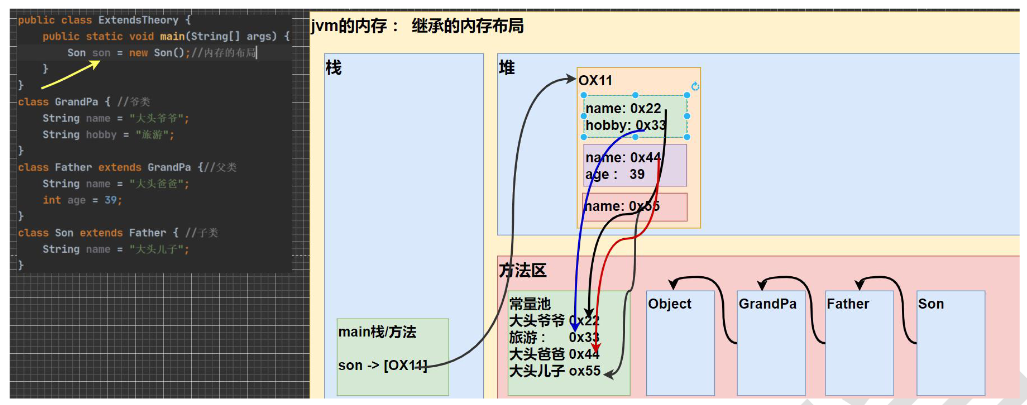 public class ExtendsTheory {
public static void main(String[] args) {
Son son = new Son();//内存的布局
}
}
class GrandPa { //爷类
String name = "大头爷爷";
String hobby = "旅游";
}
class Father extends GrandPa {//父类
String name = "大头爸爸";
int age = 39;
}
class Son extends Father { //子类
String name = "大头儿子";
}
jvm的内存： 继承的内存布局
栈
main栈/方法
son -> [OX11]
堆
OX11
name: 0x22
hobby: 0x33
name: 0x44
age： 39
name: 0x55
方法区
常量池
大头爷爷 0x22
旅游： 0x33
大头爸爸 0x44
大头儿子 ox55
Object
GrandPa
Father
Son